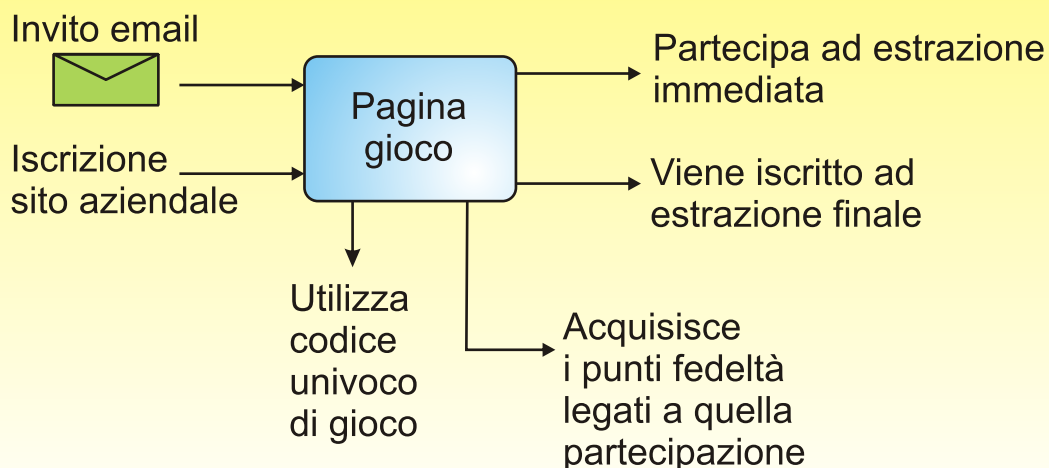 Invito email
Iscrizione
sito aziendale
Pagina
gioco
Partecipa ad estrazione
immediata
Viene iscritto ad
estrazione finale
Utilizza
codice
univoco
di gioco
Acquisisce
i punti fedeltà
legati a quella
partecipazione